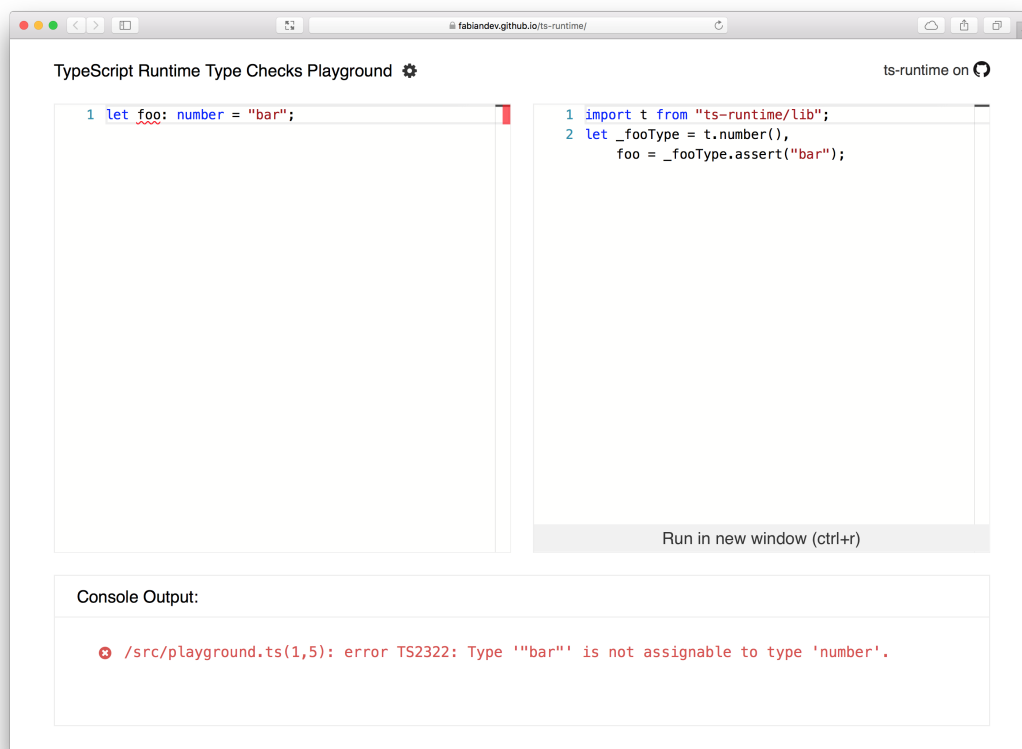 fabiandev.github.io/ts-runtime/
TypeScript Runtime Type Checks Playground
ts-runtime on
1 let foo: number = "bar";
1 import t from "ts-runtime/lib";
2 let _fooType = t.number(),
foo = _fooType.assert("bar");
Run in new window (ctrl+r)
Console Output:
/src/playground.ts(1,5): error TS2322: Type '"bar"' is not assignable to type 'number'.